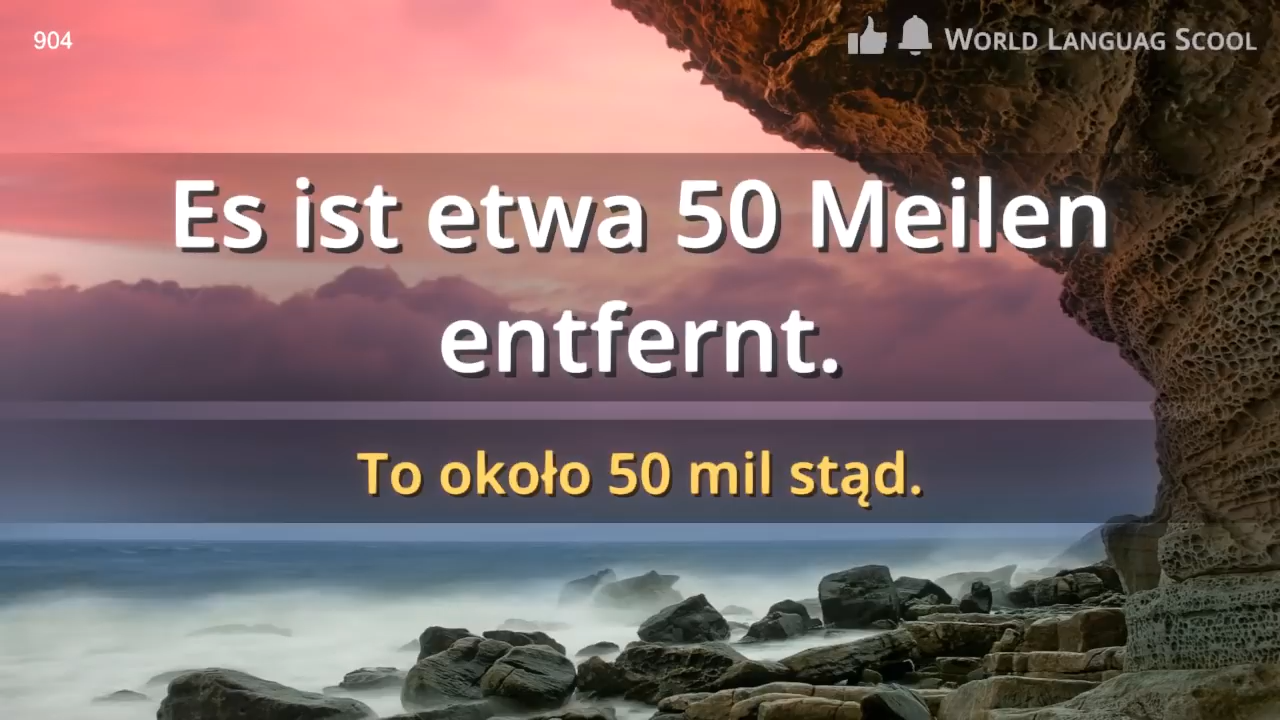 904
WORLD LANGUAG SCOOL
Es ist etwa 50 Meilen
entfernt.
To około 50 mil stąd.